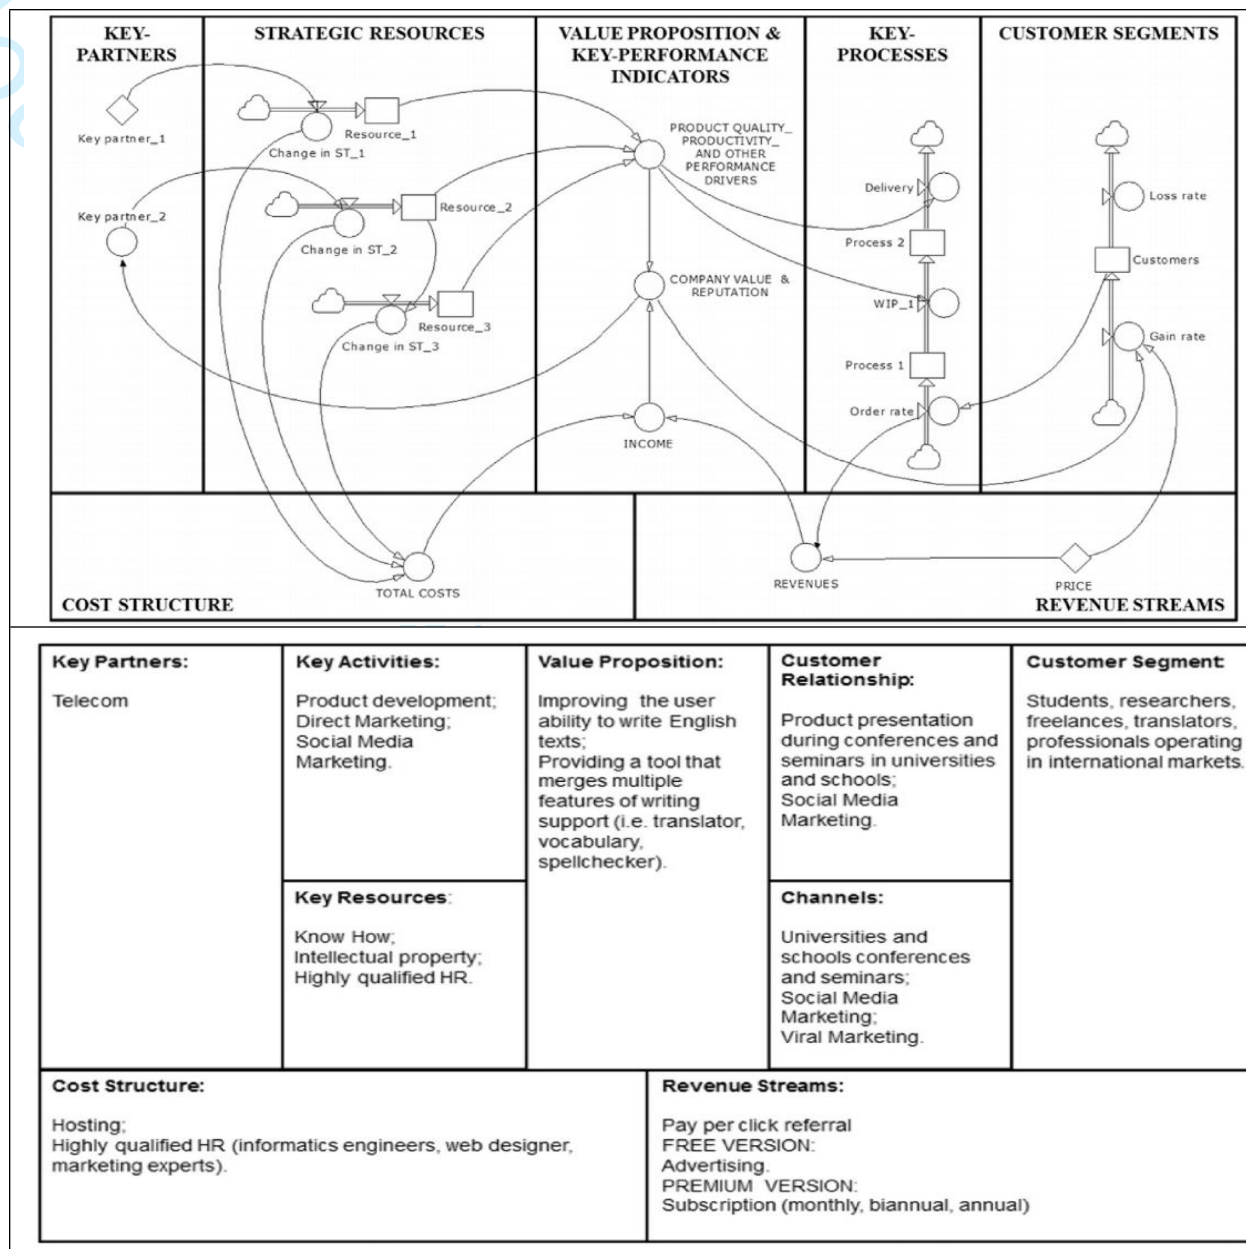 KEY-
PARTNERS
STRATEGIC RESOURCES
VALUE PROPOSITION &
KEY-PERFORMANCE
INDICATORS
KEY-
PROCESSES
CUSTOMER SEGMENTS
Key partner_1
Resource_1
Change in ST_1
Key partner_2
Resource_2
Change in ST_2
Resource_3
Change in ST_3
PRODUCT QUALITY_
PRODUCTIVITY_
AND OTHER
PERFORMANCE
DRIVERS
COMPANY VALUE &
REPUTATION
INCOME
Delivery
Process 2
WIP_1
Process 1
Order rate
Loss rate
Customers
Gain rate
TOTAL COSTS
COST STRUCTURE
REVENUES
PRICE
REVENUE STREAMS
Key Partners:
Telecom
Key Activities:
Product development;
Direct Marketing;
Social Media
Marketing.
Key Resources:
Know How;
Intellectual property;
Highly qualified HR.
Value Proposition:
Improving the user
ability to write English
texts;
Providing a tool that
merges multiple
features of writing
support (i.e. translator,
vocabulary,
spellchecker).
Customer
Relationship:
Product presentation
during conferences and
seminars in universities
and schools;
Social Media
Marketing.
Channels:
Universities and
schools conferences
and seminars;
Social Media
Marketing;
Viral Marketing.
Customer Segment:
Students, researchers,
freelances, translators,
professionals operating
in international markets.
Cost Structure:
Hosting;
Highly qualified HR (informatics engineers, web designer,
marketing experts).
Revenue Streams:
Pay per click referral
FREE VERSION:
Advertising.
PREMIUM VERSION:
Subscription (monthly, biannual, annual)